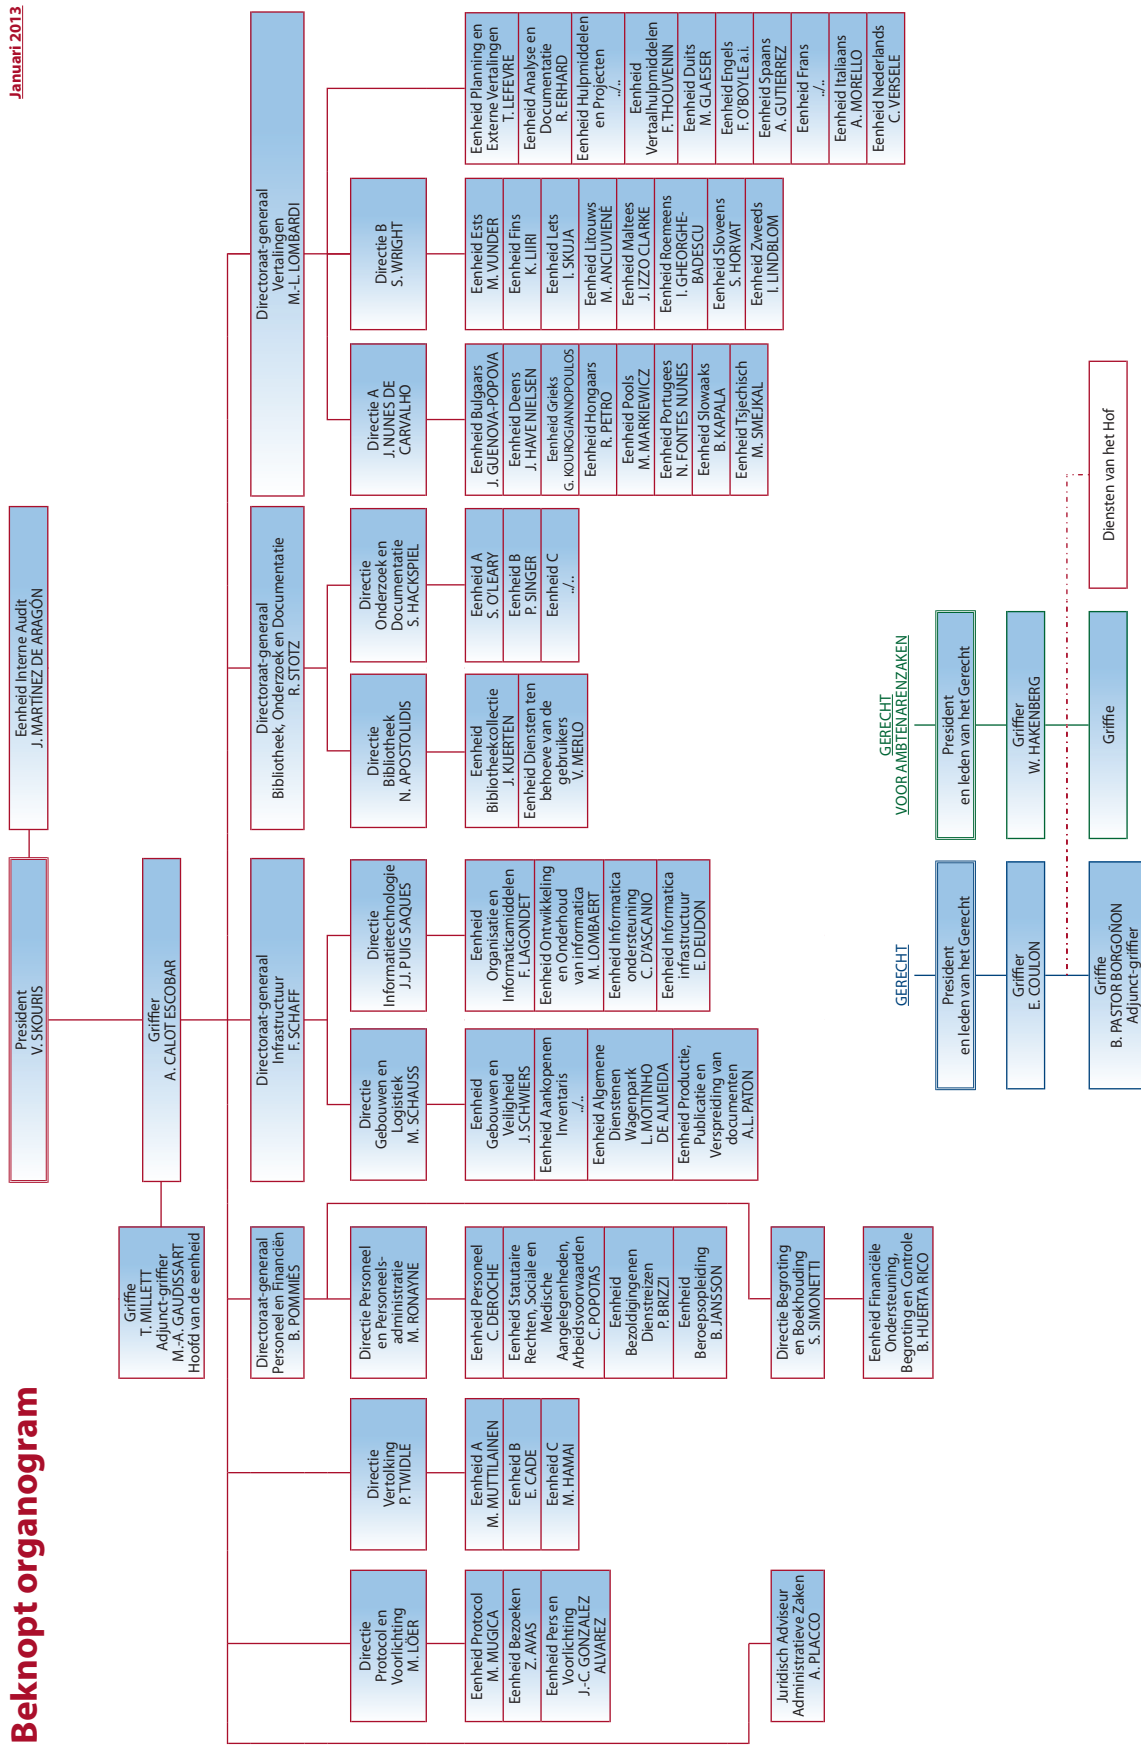 Beknopt organogram
Januari 2013
President
V. SKOURIS
Eenheid Interne Audit
J. MARTÍNEZ DE ARAGÓN
Griffie
T. MILLETT
Adjunct-griffier
M.-A. GAUDISSART
Hoofd van de eenheid
Griffier
A. CALOT ESCOBAR
Directoraat-generaal
Personeel en Financiën
B. POMMIÈS
Directoraat-generaal
Infrastructuur
F. SCHAFF
Directoraat-generaal
Bibliotheek, Onderzoek en Documentatie
R. STOTZ
Directoraat-generaal
Vertalingen
M.-L. LOMBARDI
Directie
Protocol en
Voorlichting
M. LÖER
Directie
Vertolking
P. TWIDLE
Directie Personeel
en Personeels-
administratie
M. RONAYNE
Directie
Gebouwen en
Logistiek
M. SCHAUSS
Directie
Informatietechnologie
J.J. PUIG SAQUES
Directie
Bibliotheek
N. APOSTOLIDIS
Directie
Onderzoek en
Documentatie
S. HACKSPIEL
Directie A
J. NUNES DE
CARVALHO
Directie B
S. WRIGHT
Eenheid Protocol
M. MUGICA
Eenheid Bezoeken
Z. AVAS
Eenheid Pers en
Voorlichting
J.-C. GONZALEZ
ALVAREZ
Eenheid A
M. MUTTILAINEN
Eenheid B
E. CADE
Eenheid C
M. HAMAI
Eenheid Personeel
C. DEROCHE
Eenheid Statutaire
Rechten, Sociale en
Medische
Aangelegenheden,
Arbeidsvoorwaarden
C. POPOTAS
Eenheid
Bezoldigingenen
Dienstreizen
P. BRIZZI
Eenheid
Beroepsopleiding
B. JANSSON
Eenheid
Gebouwen en
Veiligheid
J. SCHWIERS
Eenheid Aankopenen
Inventaris
../..
Eenheid Algemene
Dienstenen
Wagenpark
L. MOITINHO
DE ALMEIDA
Eenheid Productie,
Publicatie en
Verspreiding van
documenten
A.L. PATON
Eenheid
Organisatie en
Informaticamiddelen
F. LAGONDET
Eenheid Ontwikkeling
en Onderhoud
van informatica
M. LOMBAERT
Eenheid Informatica
ondersteuning
C. D'ASCANIO
Eenheid Informatica
infrastructuur
E. DEUDON
Eenheid
Bibliotheekcollectie
J. KUERTEN
Eenheid Diensten ten
behoeve van de
gebruikers
V. MERLO
Eenheid A
S. O'LEARY
Eenheid B
P. SINGER
Eenheid C
../..
Eenheid Bulgaars
J. GUENOVA-POPOVA
Eenheid Deens
J. HAVE NIELSEN
Eenheid Grieks
G. KOUROGIANNOPOULOS
Eenheid Hongaars
R. PETRO
Eenheid Pools
M. MARKIEWICZ
Eenheid Portugees
N. FONTES NUNES
Eenheid Slowaaks
B. KAPALA
Eenheid Tsjechisch
M. SMEJKAL
Eenheid Ests
M. VUNDER
Eenheid Fins
K. LIIRI
Eenheid Lets
I. SKUJA
Eenheid Litouws
M. ANCIUVIENÉ
Eenheid Maltees
J. IZZO CLARKE
Eenheid Roemeens
I. GHEORGHE-
BADESCU
Eenheid Sloveens
S. HORVAT
Eenheid Zweeds
I. LINDBLOM
Eenheid Planning en
Externe Vertalingen
T. LEFEVRE
Eenheid Analyse en
Documentatie
R. ERHARD
Eenheid Hulpmiddelen
en Projecten
../..
Eenheid
Vertaalhulpmiddelen
F. THOUVENIN
Eenheid Duits
M. GLAESER
Eenheid Engels
F. O'BOYLE a.i.
Eenheid Spaans
A. GUTIERREZ
Eenheid Frans
../..
Eenheid Italiaans
A. MORELLO
Eenheid Nederlands
C. VERSELE
Juridisch Adviseur
Administratieve Zaken
A. PLACCO
Directie Begroting
en Boekhouding
S. SIMONETTI
Eenheid Financiële
Ondersteuning,
Begroting en Controle
B. HUERTA RICO
GERECHT
President
en leden van het Gerecht
Griffier
E. COULON
Griffie
B. PASTOR BORGOÑON
Adjunct-griffier
GERECHT
VOOR AMBTENARENZAKEN
President
en leden van het Gerecht
Griffier
W. HAKENBERG
Griffie
Diensten van het Hof